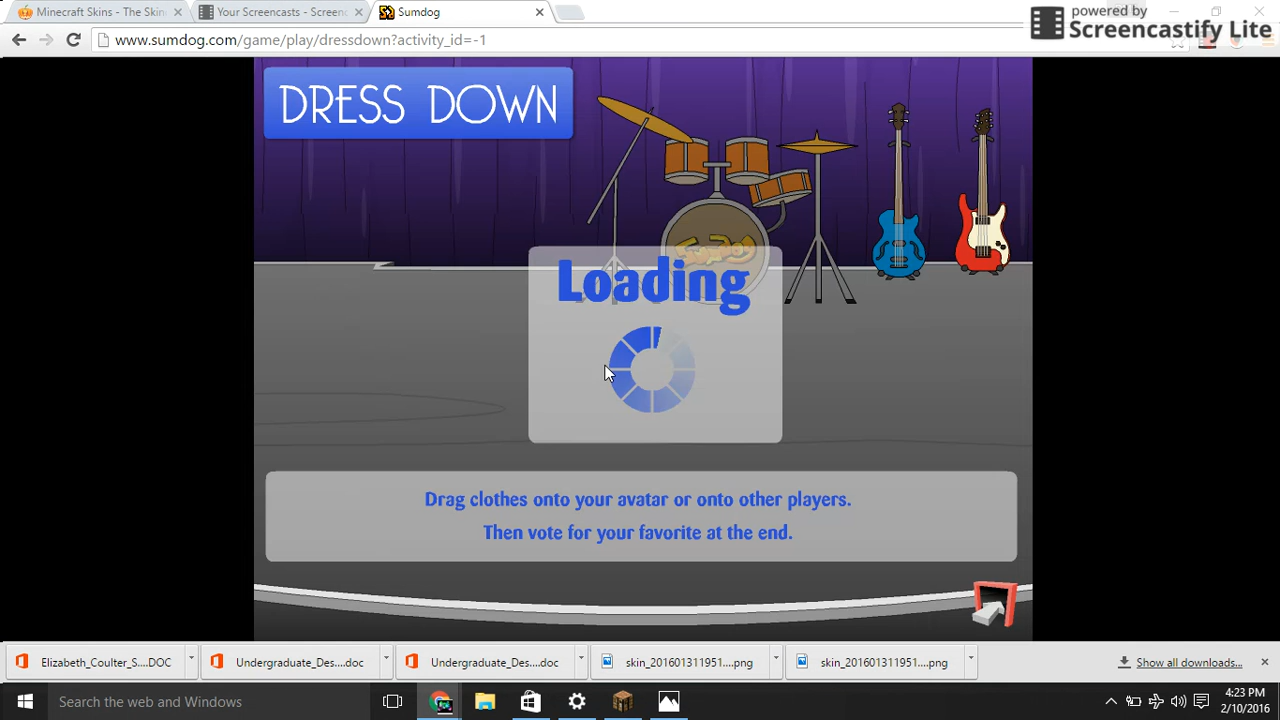 Minecraft Skins - The Skin
Your Screencasts - Screenc
Sumdog
powered by
Screencastify Lite
www.sumdog.com/game/play/dressdown?activity_id=-1
DRESS DOWN
Sumdog
Loading
Drag clothes onto your avatar or onto other players.
Then vote for your favorite at the end.
Elizabeth_Coulter_S....DOC
Undergraduate_Des....doc
Undergraduate_Des....doc
skin_201601311951....png
skin_201601311951....png
Show all downloads...
Search the web and Windows
4:23 PM
2/10/2016